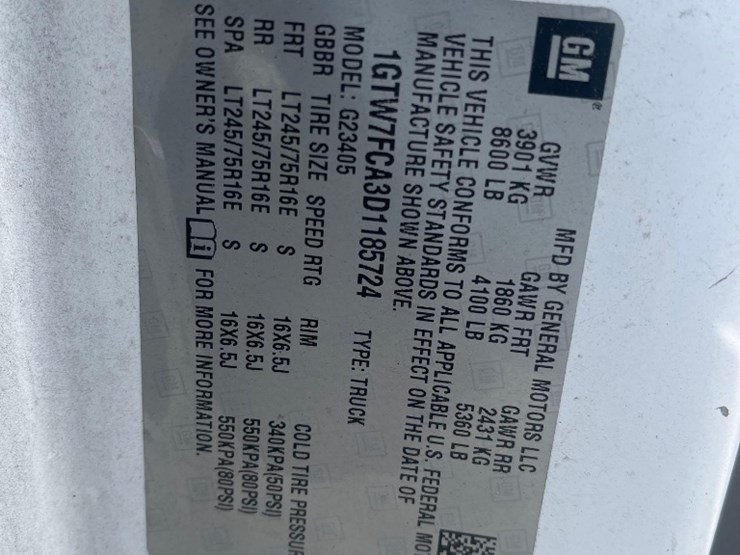 GM
MFD BY GENERAL MOTORS LLC
GVWR GAWR FRT GAWR RR
3901 KG 1860 KG 2431 KG
8600 LB 4100 LB 5360 LB
THIS VEHICLE CONFORMS TO ALL APPLICABLE U.S. FEDERAL MO
VEHICLE SAFETY STANDARDS IN EFFECT ON THE DATE OF
MANUFACTURE SHOWN ABOVE.
1GTW7FCA3D1185724 TYPE: TRUCK
MODEL: G23405
GBBR TIRE SIZE SPEED RTG RIM COLD TIRE PRESSUR
FRT LT245/75R16E S 16X6.5J 340KPA(50PSI)
RR LT245/75R16E S 16X6.5J 550KPA(80PSI)
SPA LT245/75R16E S 16X6.5J 550KPA(80PSI)
SEE OWNER'S MANUAL i FOR MORE INFORMATION.